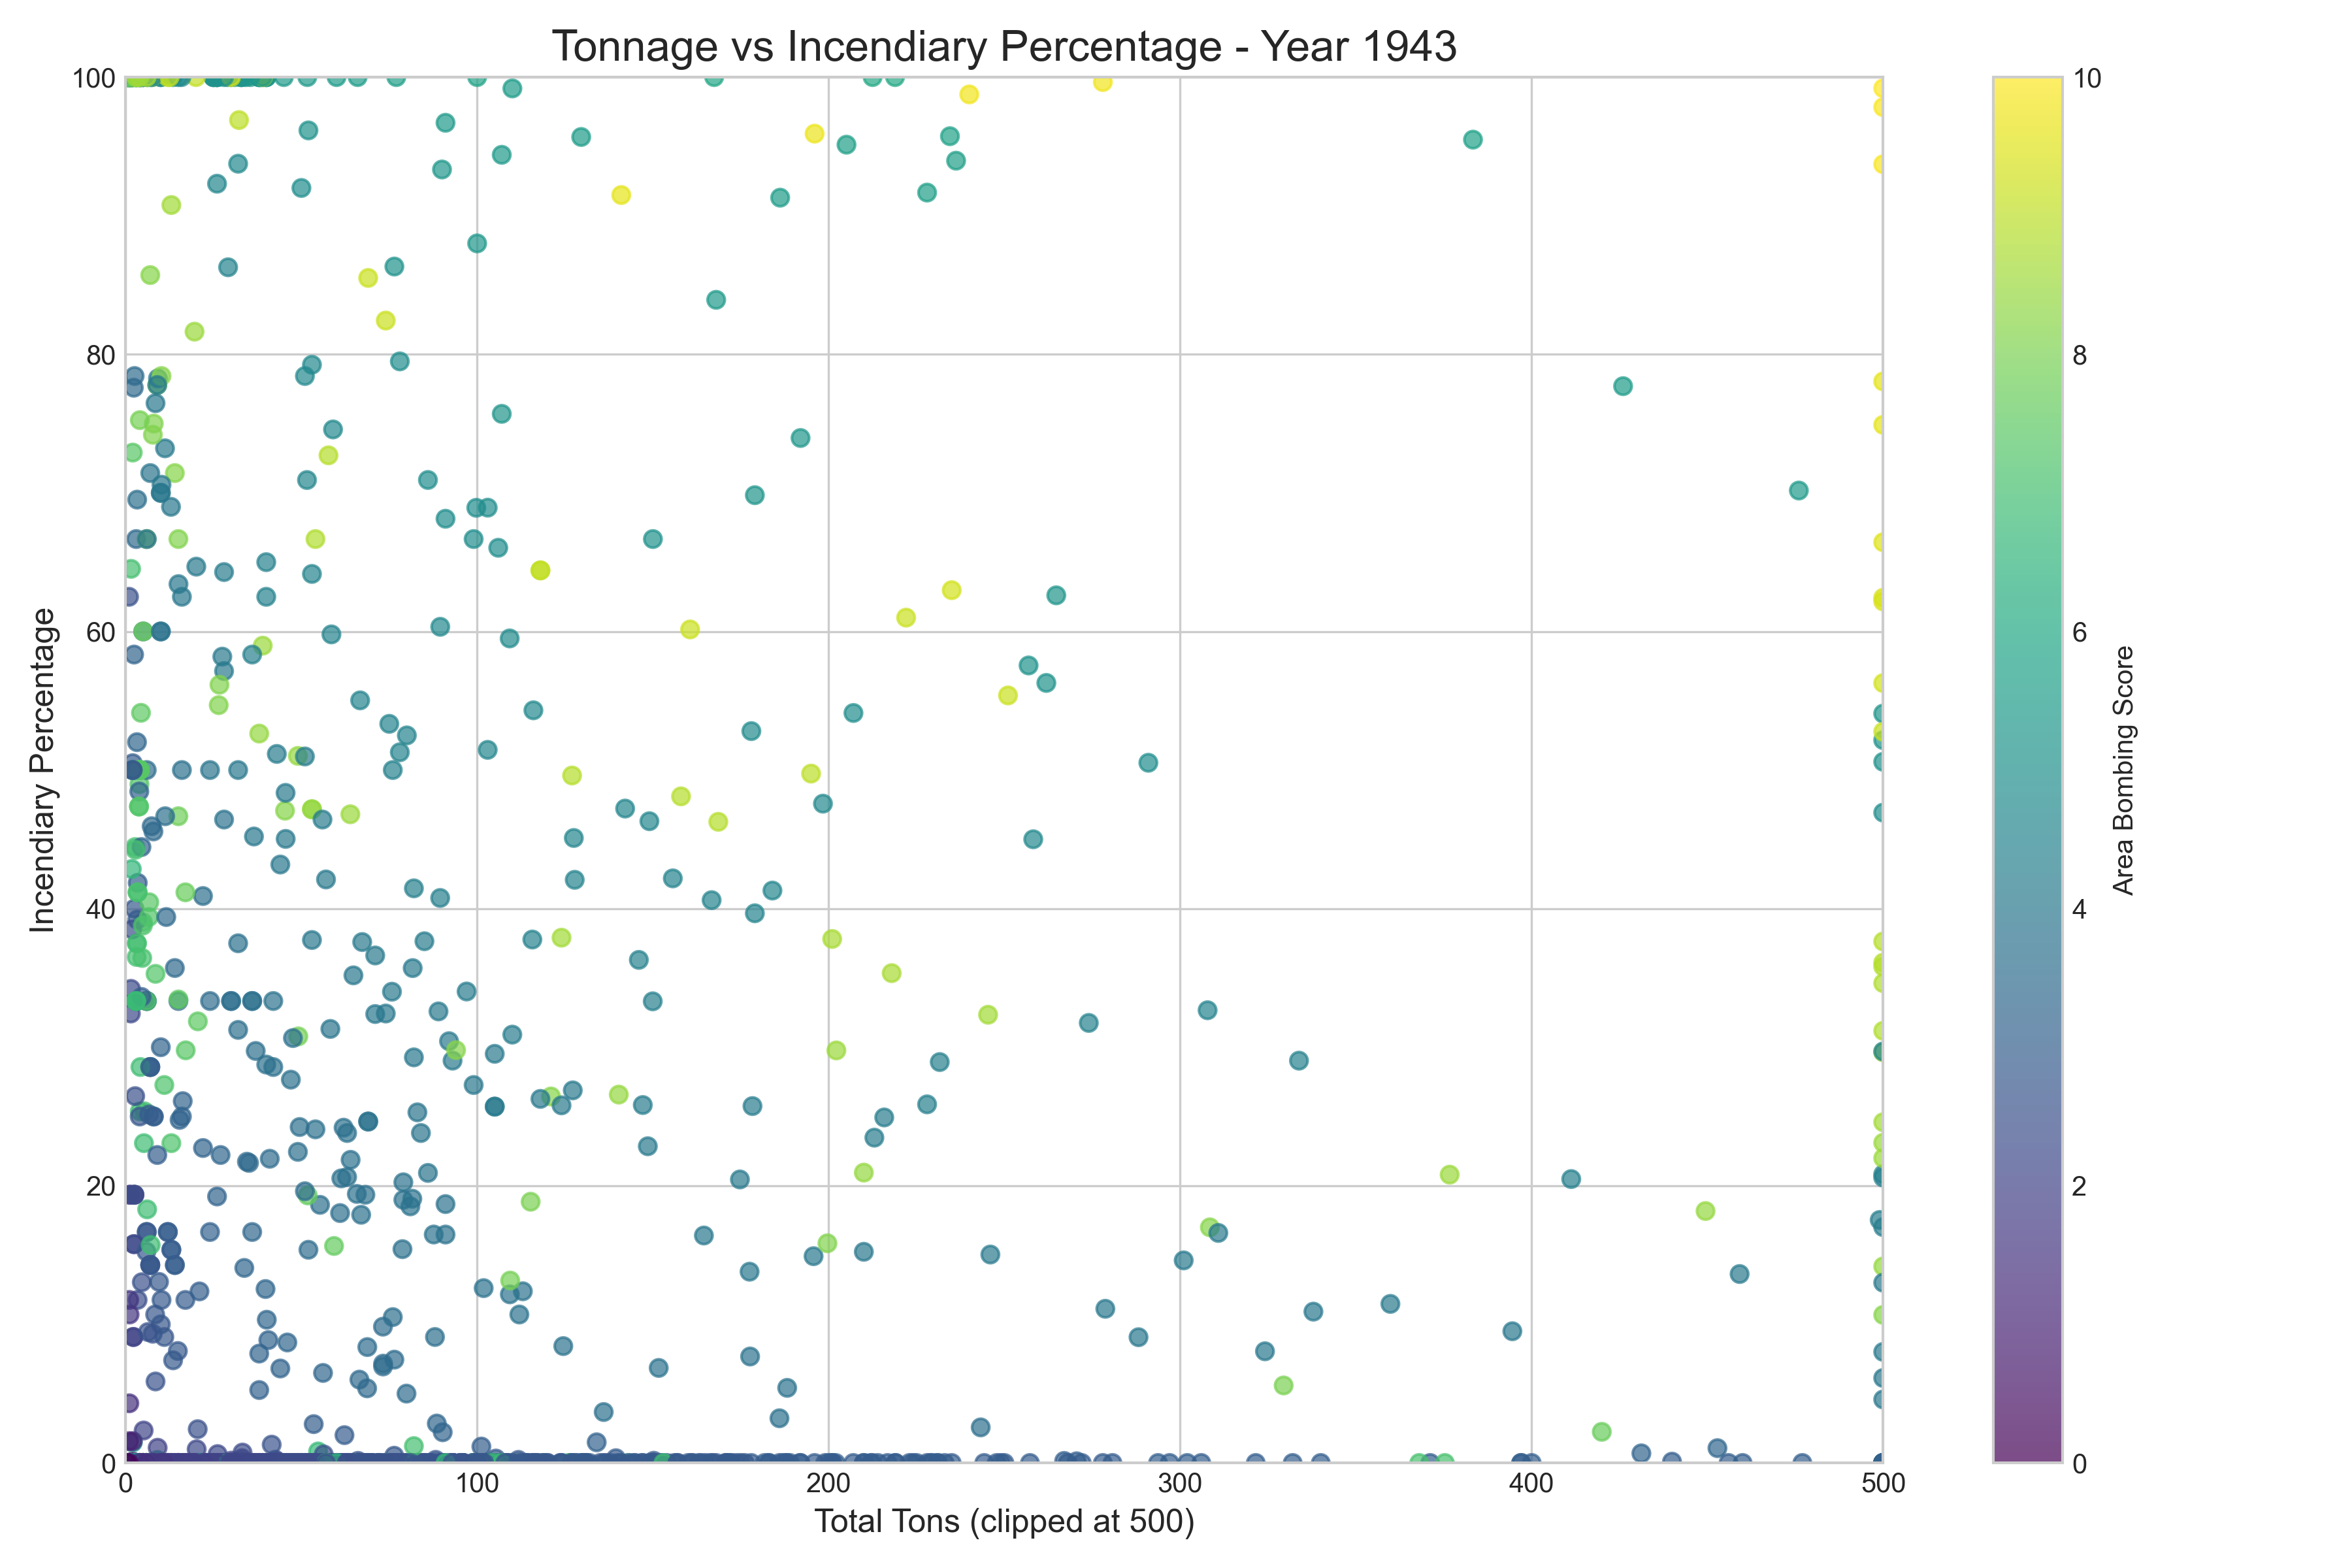 Tonnage vs Incendiary Percentage - Year 1943
100
80
60
40
20
0
Incendiary Percentage
0 100 200 300 400 500
Total Tons (clipped at 500)
10
8
6
4
2
0
Area Bombing Score